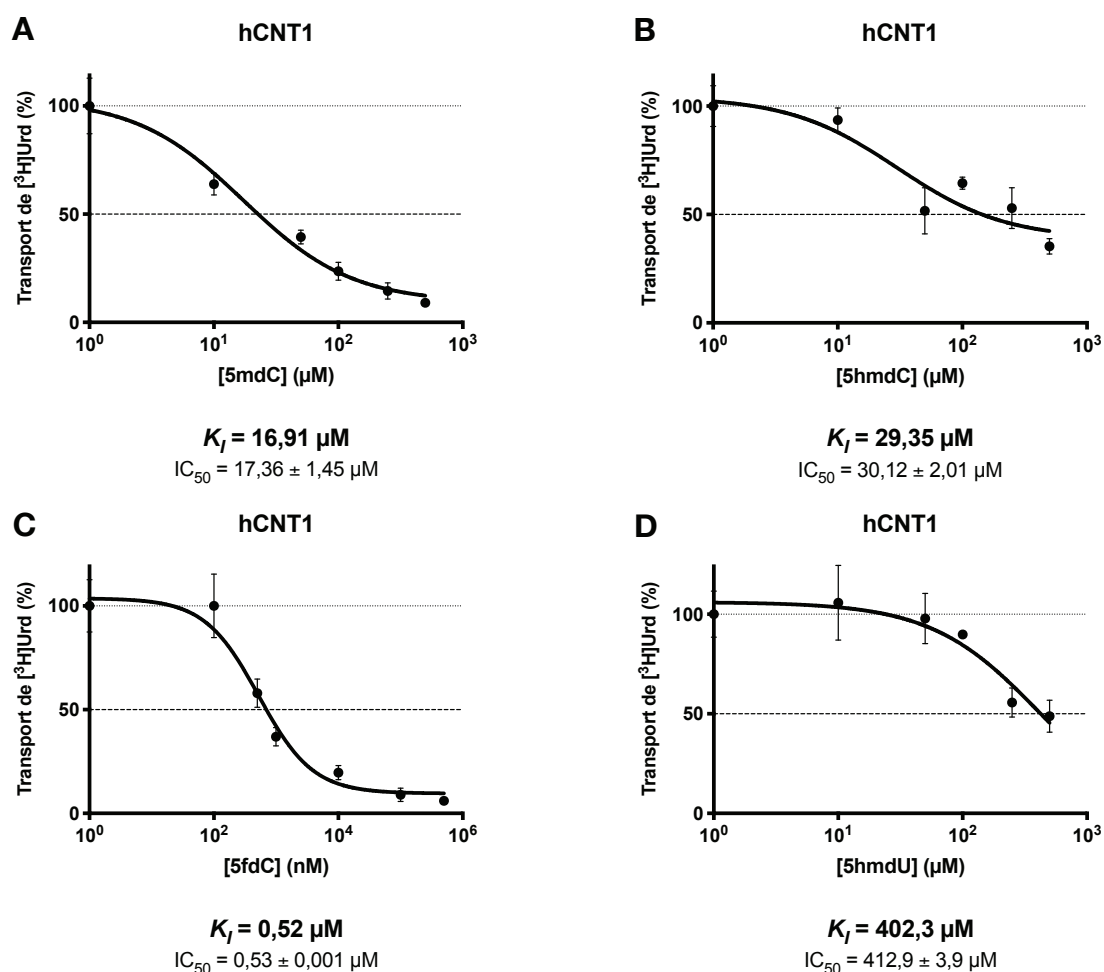 A
hCNT1
Transport de [³H]Urd (%)
100
50
0
10⁰
10¹
10²
10³
[5mdC] (µM)
K_I = 16,91 µM
IC₅₀ = 17,36 ± 1,45 µM
B
hCNT1
Transport de [³H]Urd (%)
100
50
0
10⁰
10¹
10²
10³
[5hmdC] (µM)
K_I = 29,35 µM
IC₅₀ = 30,12 ± 2,01 µM
C
hCNT1
Transport de [³H]Urd (%)
100
50
0
10⁰
10²
10⁴
10⁶
[5fdC] (nM)
K_I = 0,52 µM
IC₅₀ = 0,53 ± 0,001 µM
D
hCNT1
Transport de [³H]Urd (%)
100
50
0
10⁰
10¹
10²
10³
[5hmdU] (µM)
K_I = 402,3 µM
IC₅₀ = 412,9 ± 3,9 µM